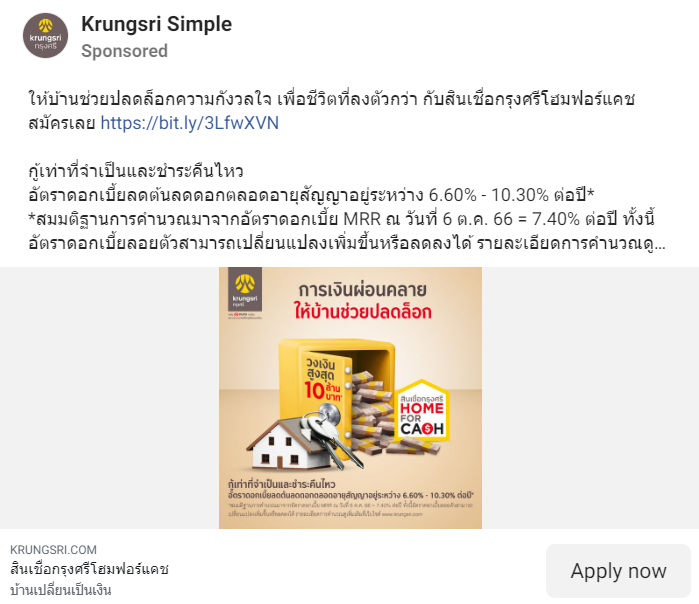 krungsri
กรุงศรี
Krungsri Simple
Sponsored
ให้บ้านช่วยปลดล็อกความกังวลใจ เพื่อชีวิตที่ลงตัวกว่า กับสินเชื่อกรุงศรีโฮมฟอร์แคช
สมัครเลย https://bit.ly/3LfwXVN
กู้เท่าที่จำเป็นและชำระคืนไหว
อัตราดอกเบี้ยลดต้นลดดอกตลอดอายุสัญญาอยู่ระหว่าง 6.60% - 10.30% ต่อปี*
*สมมติฐานการคำนวณมาจากอัตราดอกเบี้ย MRR ณ วันที่ 6 ต.ค. 66 = 7.40% ต่อปี ทั้งนี้
อัตราดอกเบี้ยลอยตัวสามารถเปลี่ยนแปลงเพิ่มขึ้นหรือลดลงได้ รายละเอียดการคำนวณดู...
krungsri
กรุงศรี
การเงินผ่อนคลาย
ให้บ้านช่วยปลดล็อก
วงเงิน
สูงสุด
10 ล้าน
บาท*
สินเชื่อกรุงศรี
HOME
FOR
CA$H
กู้เท่าที่จำเป็นและชำระคืนไหว
อัตราดอกเบี้ยลดต้นลดดอกตลอดอายุสัญญาอยู่ระหว่าง 6.60% - 10.30% ต่อปี*
KRUNGSRI.COM
สินเชื่อกรุงศรีโฮมฟอร์แคช
บ้านเปลี่ยนเป็นเงิน
Apply now